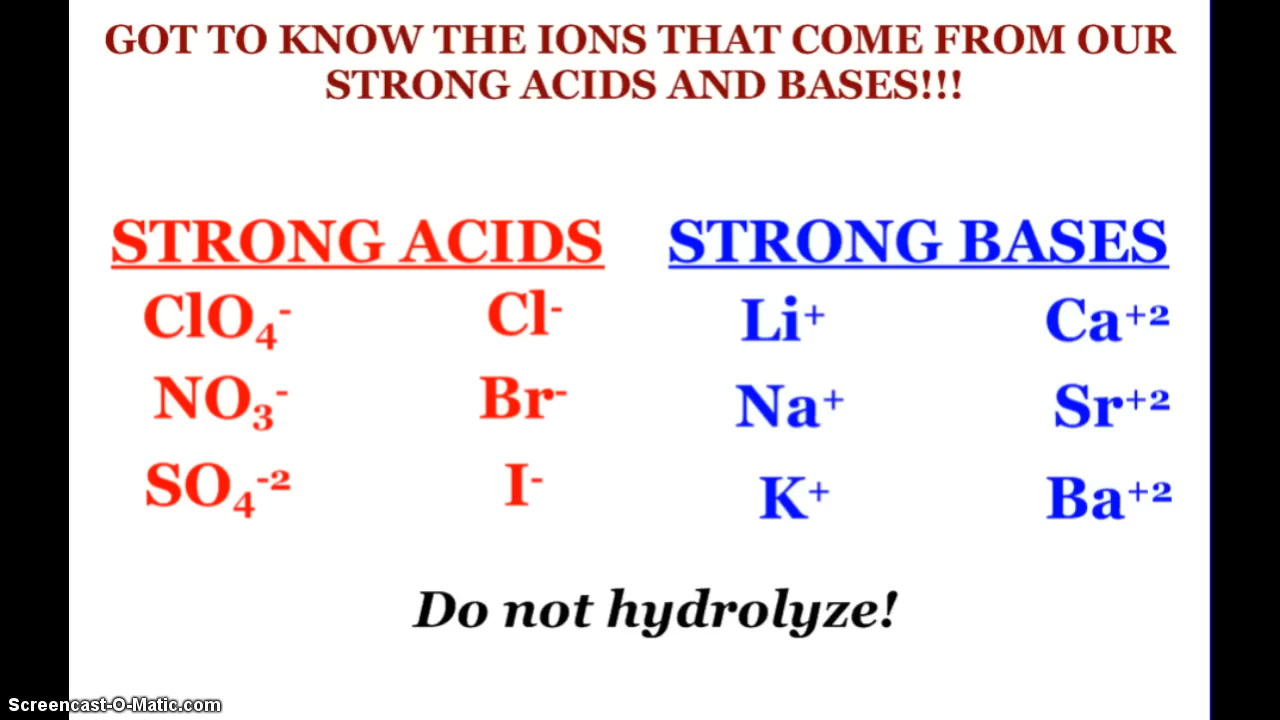 GOT TO KNOW THE IONS THAT COME FROM OUR
STRONG ACIDS AND BASES!!!
STRONG ACIDS STRONG BASES
ClO₄⁻ Cl⁻ Li⁺ Ca⁺²
NO₃⁻ Br⁻ Na⁺ Sr⁺²
SO₄⁻² I⁻ K⁺ Ba⁺²
Do not hydrolyze!
Screencast-O-Matic.com